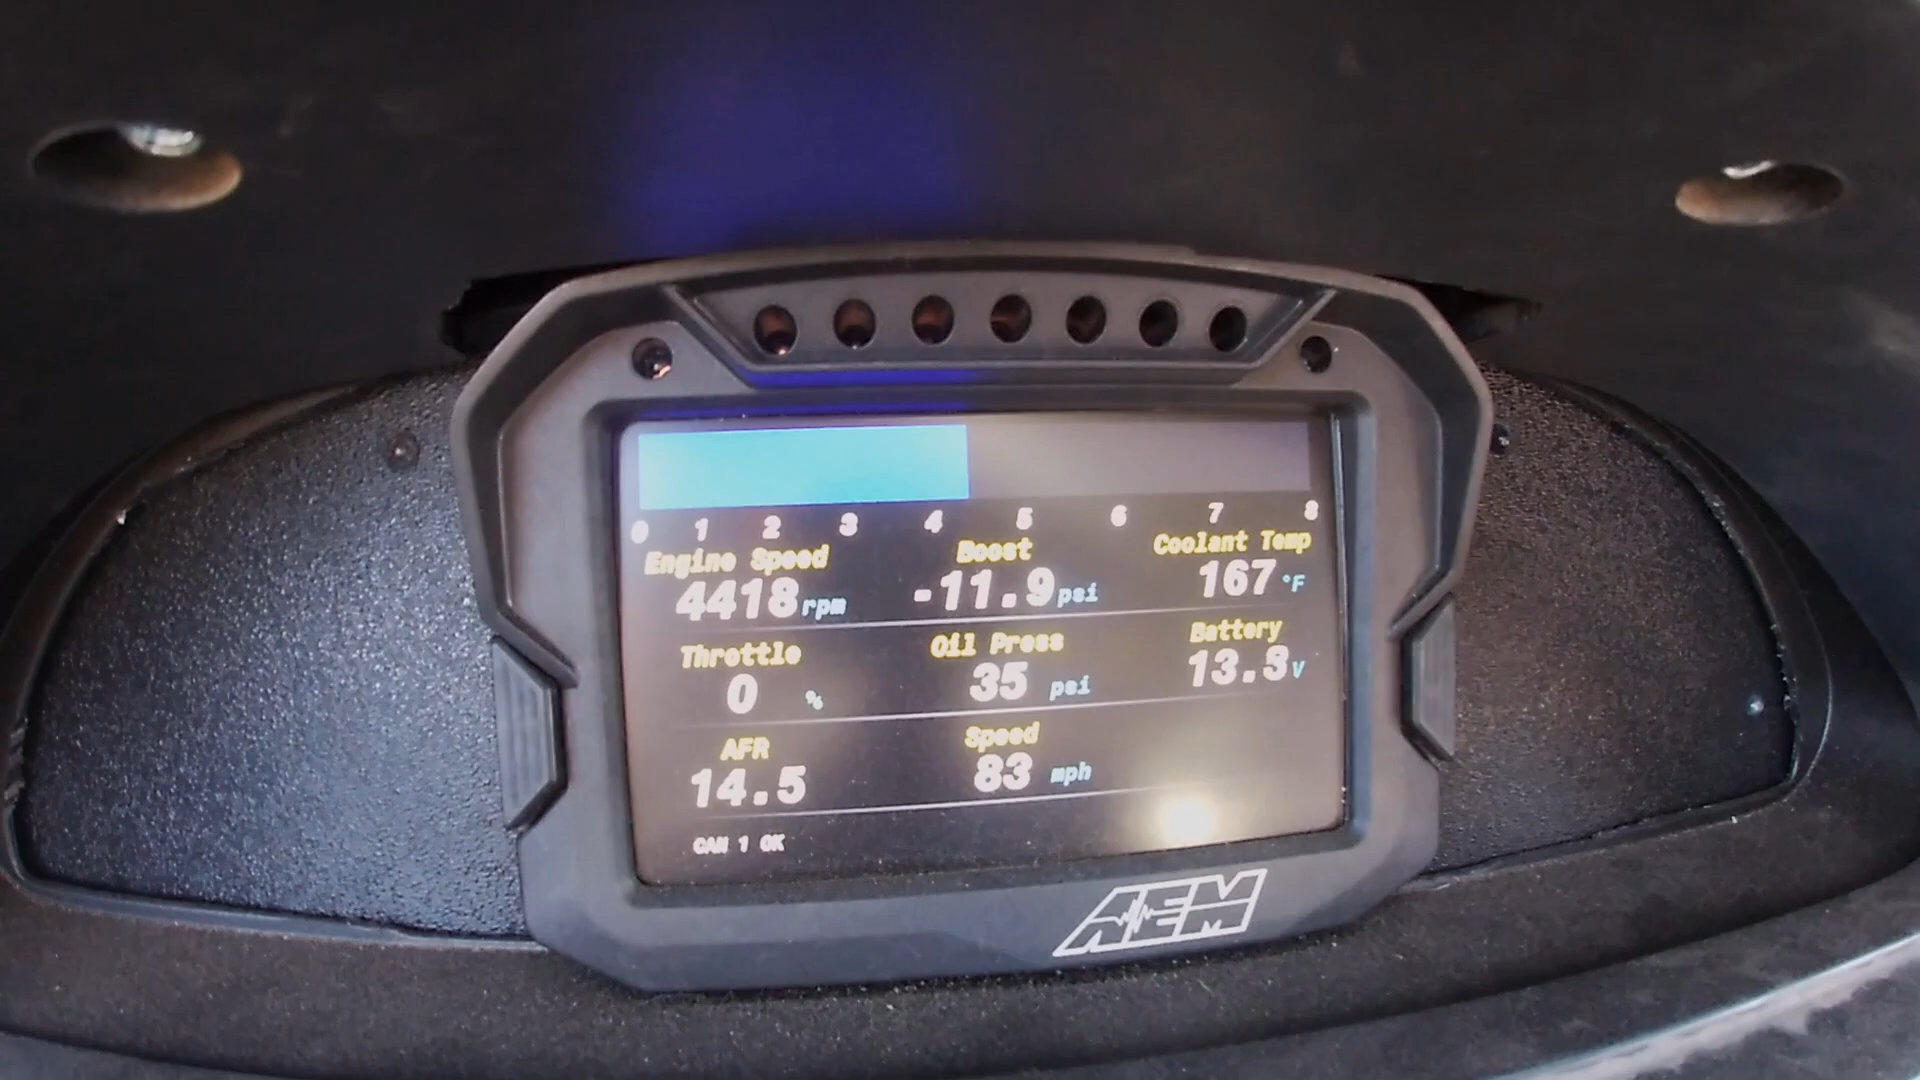 0 1 2 3 4 5 6 7 8
Engine Speed Boost Coolant Temp
4418 rpm -11.9 psi 167 °F
Throttle Oil Press Battery
0 % 35 psi 13.3 V
AFR Speed
14.5 83 mph
CAN 1 OK
AEM